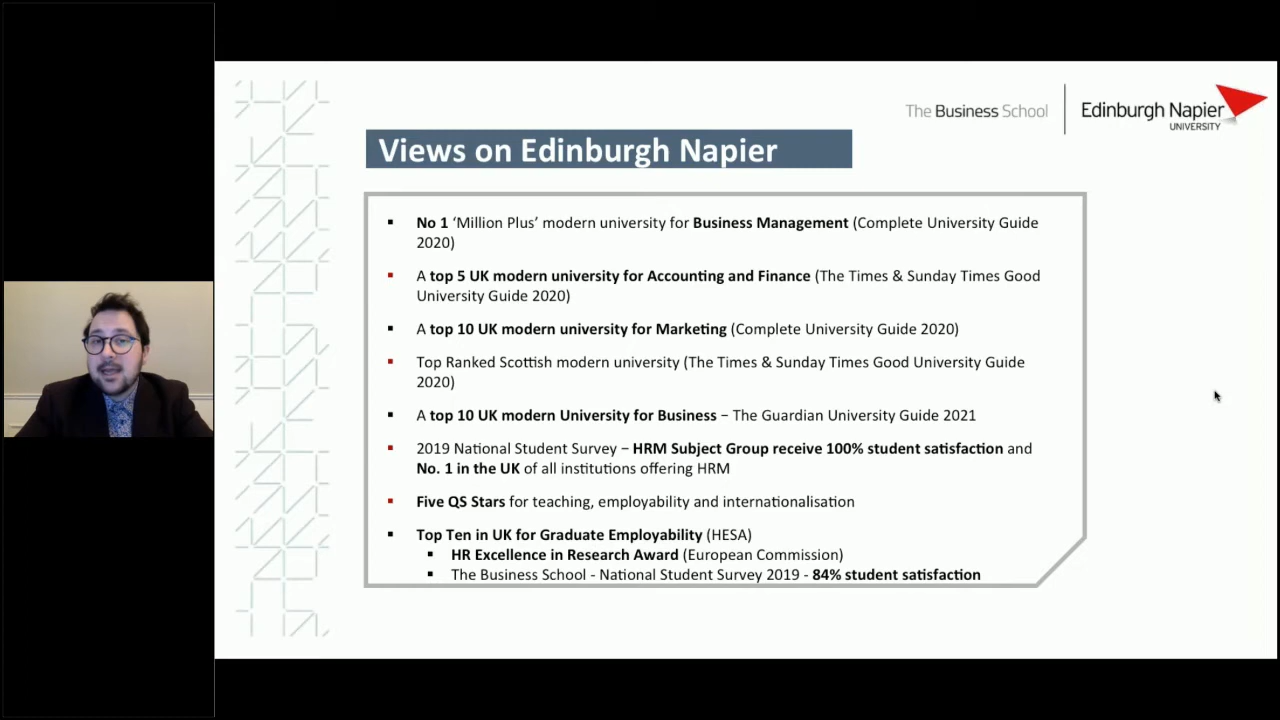 The Business School
Edinburgh Napier
UNIVERSITY
Views on Edinburgh Napier
▪ No 1 ‘Million Plus’ modern university for Business Management (Complete University Guide
2020)
▪ A top 5 UK modern university for Accounting and Finance (The Times & Sunday Times Good
University Guide 2020)
▪ A top 10 UK modern university for Marketing (Complete University Guide 2020)
▪ Top Ranked Scottish modern university (The Times & Sunday Times Good University Guide
2020)
▪ A top 10 UK modern University for Business – The Guardian University Guide 2021
▪ 2019 National Student Survey – HRM Subject Group receive 100% student satisfaction and
No. 1 in the UK of all institutions offering HRM
▪ Five QS Stars for teaching, employability and internationalisation
▪ Top Ten in UK for Graduate Employability (HESA)
▪ HR Excellence in Research Award (European Commission)
▪ The Business School - National Student Survey 2019 - 84% student satisfaction